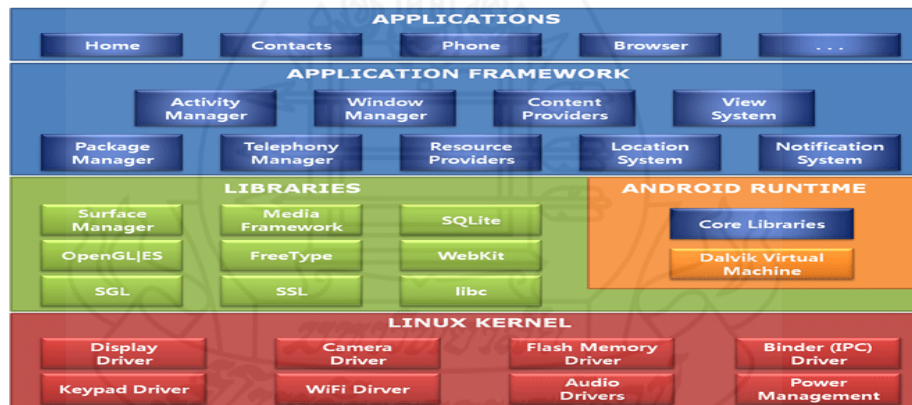 APPLICATIONS
Home
Contacts
Phone
Browser
. . .
APPLICATION FRAMEWORK
Activity
Manager
Window
Manager
Content
Providers
View
System
Package
Manager
Telephony
Manager
Resource
Providers
Location
System
Notification
System
LIBRARIES
Surface
Manager
Media
Framework
SQLite
OpenGL|ES
FreeType
WebKit
SGL
SSL
libc
ANDROID RUNTIME
Core Libraries
Dalvik Virtual
Machine
LINUX KERNEL
Display
Driver
Camera
Driver
Flash Memory
Driver
Binder (IPC)
Driver
Keypad Driver
WiFi Dirver
Audio
Drivers
Power
Management